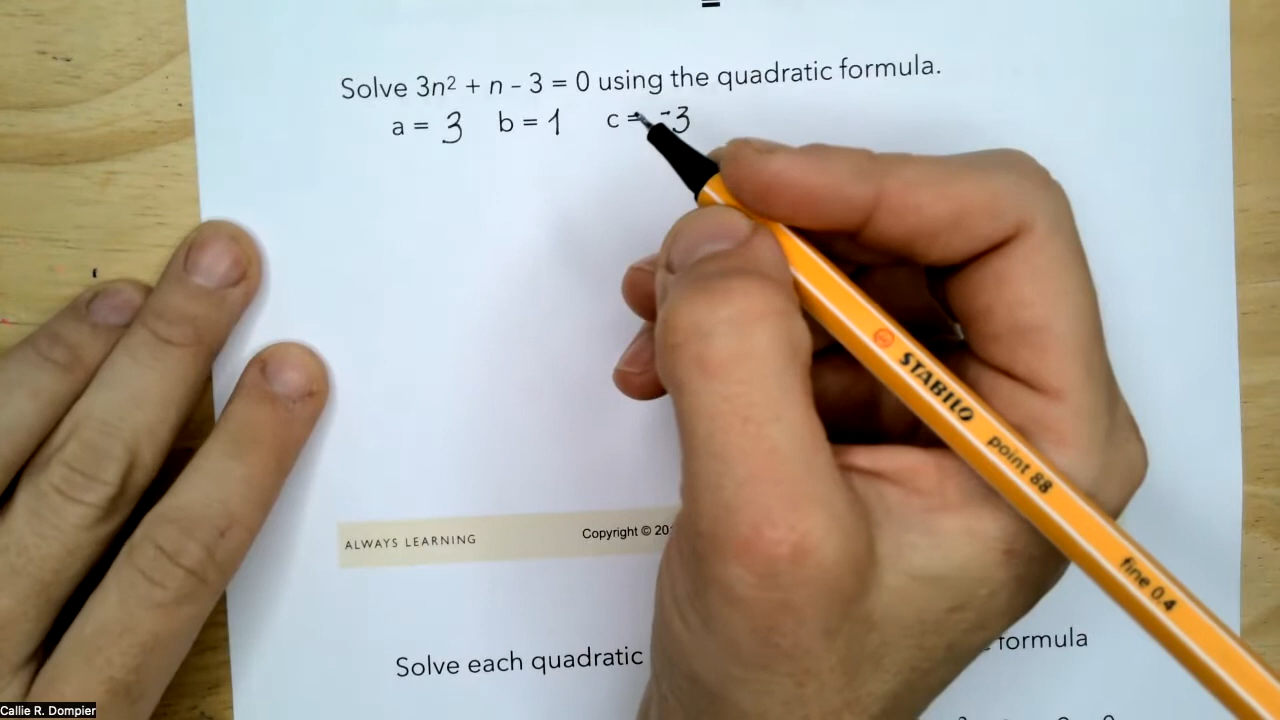 Solve 3n² + n - 3 = 0 using the quadratic formula.
a = 3 b = 1 c = -3
STABILO point 88 fine 0.4
ALWAYS LEARNING Copyright © 20
Solve each quadratic formula
Callie R. Dompier